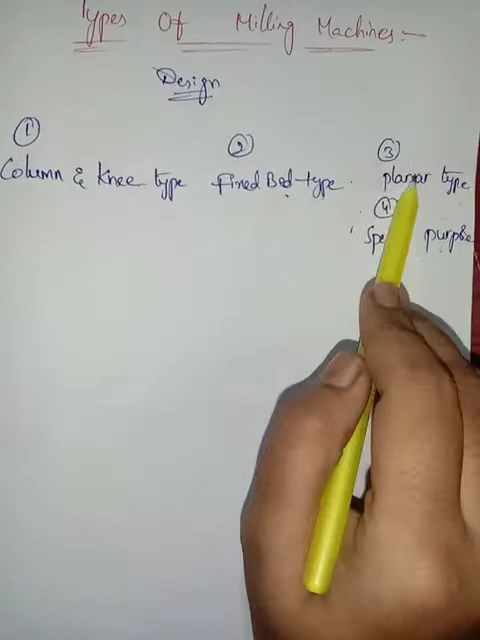 Types Of Milling Machines:-
Design
① ② ③
Column & Knee type Fixed Bed-type planar type
④
purpose